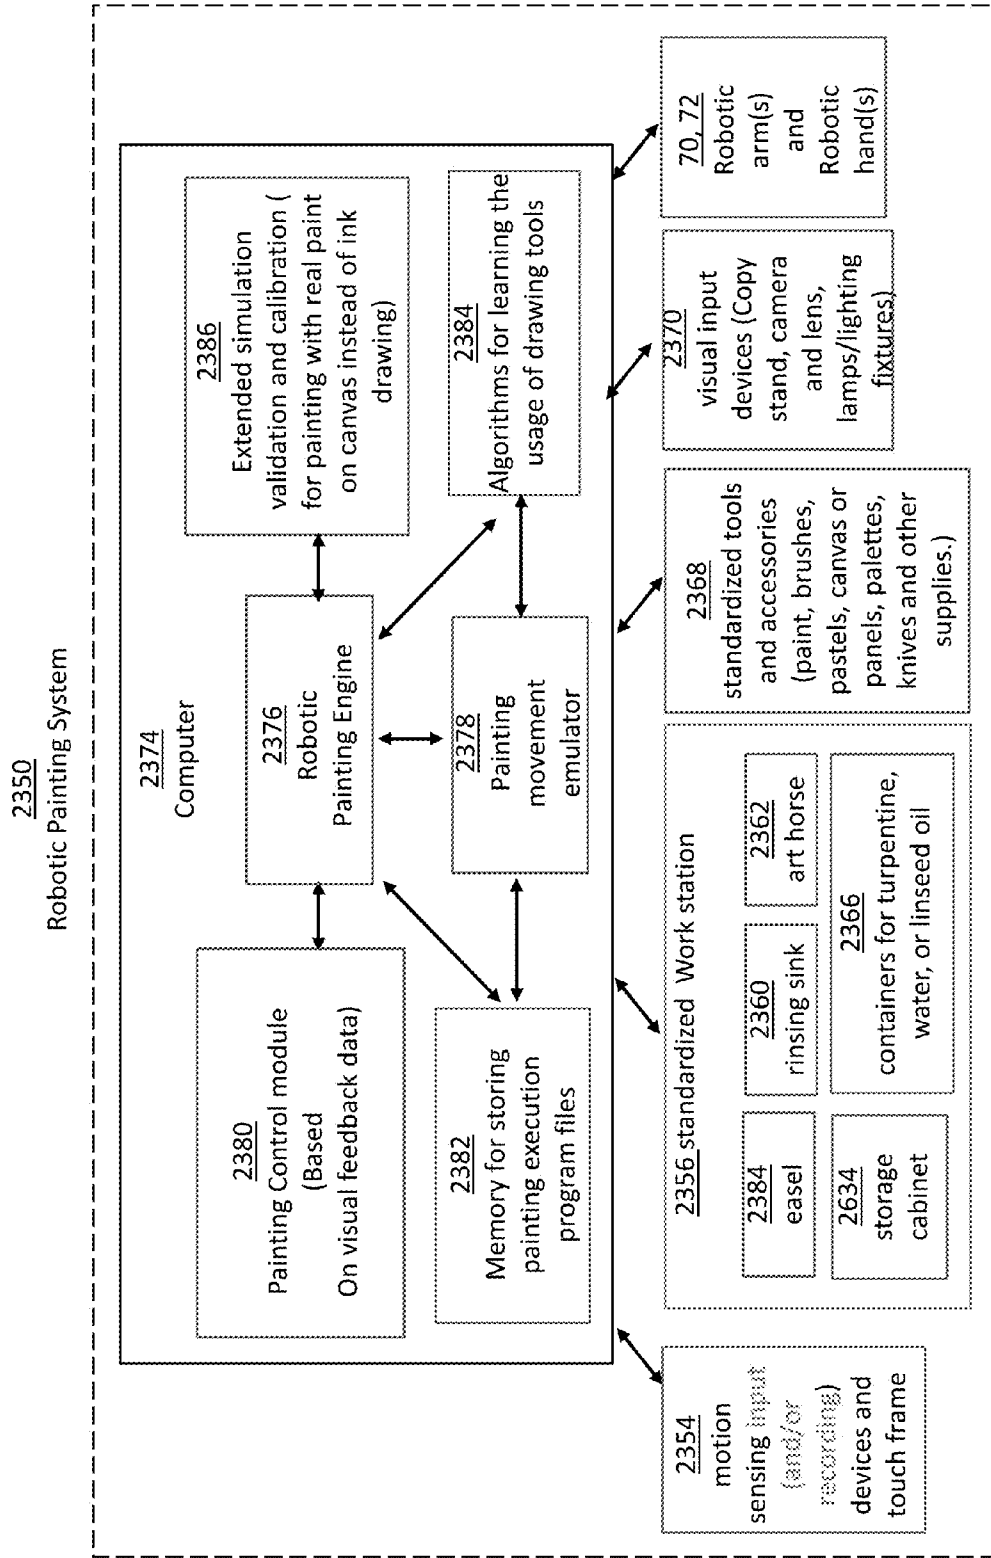 2350
Robotic Painting System
2374
Computer
2380
Painting Control module
(Based
On visual feedback data)
2376
Robotic
Painting Engine
2386
Extended simulation
validation and calibration (
for painting with real paint
on canvas instead of ink
drawing)
2382
Memory for storing
painting execution
program files
2378
Painting
movement
emulator
2384
Algorithms for learning the
usage of drawing tools
2354
motion
sensing input
(and/or
recording)
devices and
touch frame
2356 standardized Work station
2384
easel
2360
rinsing sink
2362
art horse
2634
storage
cabinet
2366
containers for turpentine,
water, or linseed oil
2368
standardized tools
and accessories
(paint, brushes,
pastels, canvas or
panels, palettes,
knives and other
supplies.)
2370
visual input
devices (Copy
stand, camera
and lens,
lamps/lighting
fixtures)
70, 72
Robotic
arm(s)
and
Robotic
hand(s)